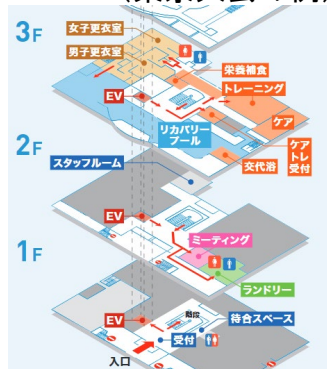 3F
女子更衣室
男子更衣室
栄養補食
トレーニング
EV
リカバリー
プール
ケア
ケア
トレ
受付
交代浴
2F
スタッフルーム
EV
ミーティング
ランドリー
1F
EV
階段
待合スペース
受付
入口